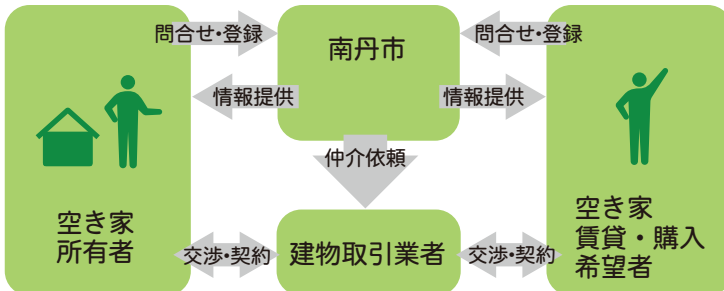 問合せ・登録
南丹市
問合せ・登録
情報提供
情報提供
仲介依頼
空き家
所有者
交渉・契約
建物取引業者
交渉・契約
空き家
賃貸・購入
希望者